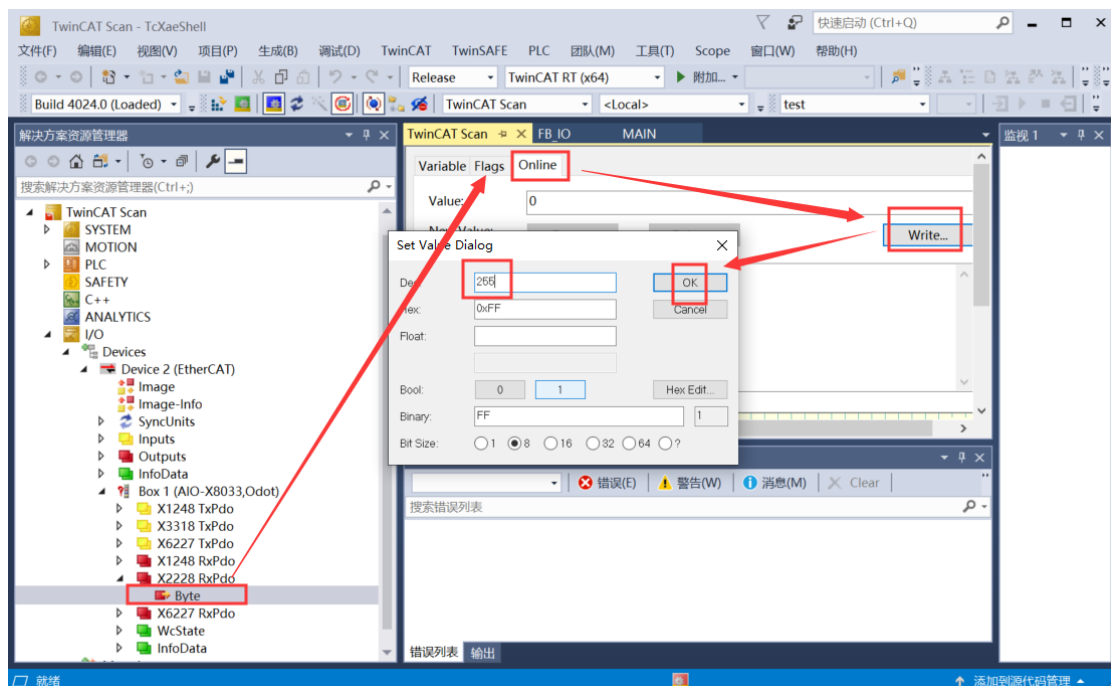 TwinCAT Scan - TcXaeShell
快速启动 (Ctrl+Q)
文件(F) 编辑(E) 视图(V) 项目(P) 生成(B) 调试(D) TwinCAT TwinSAFE PLC 团队(M) 工具(T) Scope 窗口(W) 帮助(H)
Release TwinCAT RT (x64) 附加...
Build 4024.0 (Loaded) TwinCAT Scan <Local> test
解决方案资源管理器
搜索解决方案资源管理器(Ctrl+;)
TwinCAT Scan
SYSTEM
MOTION
PLC
SAFETY
C++
ANALYTICS
I/O
Devices
Device 2 (EtherCAT)
Image
Image-Info
SyncUnits
Inputs
Outputs
InfoData
Box 1 (AIO-X8033,Odot)
X1248 TxPdo
X3318 TxPdo
X6227 TxPdo
X1248 RxPdo
X2228 RxPdo
Byte
X6227 RxPdo
WcState
InfoData
TwinCAT Scan FB_IO MAIN
Variable Flags Online
Value: 0
Write...
Set Value Dialog
255 OK
Hex: 0xFF Cancel
Float:
Bool: 0 1 Hex Edit...
Binary: FF 1
Bit Size: 1 8 16 32 64 ?
错误(E) 警告(W) 消息(M) Clear
搜索错误列表
错误列表 输出
监视 1
就绪 添加到源代码管理